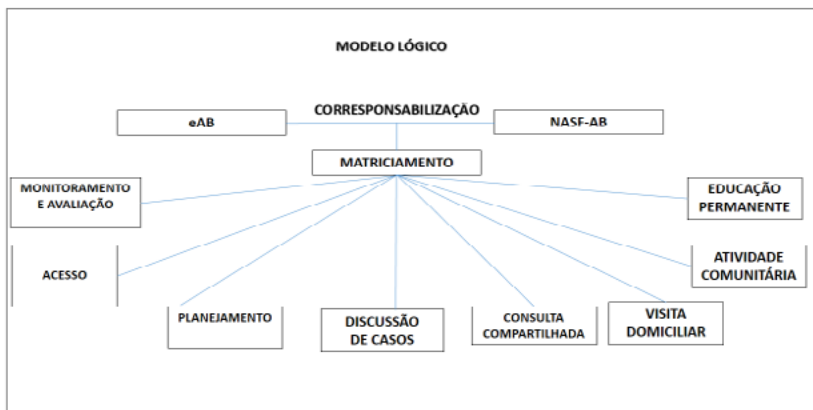 MODELO LÓGICO
CORRESPONSABILIZAÇÃO
eAB
NASF-AB
MATRICIAMENTO
MONITORAMENTO
E AVALIAÇÃO
EDUCAÇÃO
PERMANENTE
ACESSO
ATIVIDADE
COMUNITÁRIA
PLANEJAMENTO
DISCUSSÃO
DE CASOS
CONSULTA
COMPARTILHADA
VISITA
DOMICILIAR